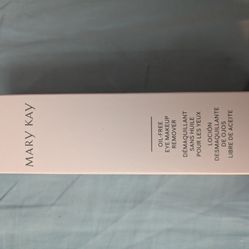 MARY KAY
OIL-FREE
EYE MAKEUP
REMOVER
DÉMAQUILLANT
SANS HUILE
POUR LES YEUX
LOCIÓN
DESMAQUILLANTE
DE OJOS
LIBRE DE ACEITE